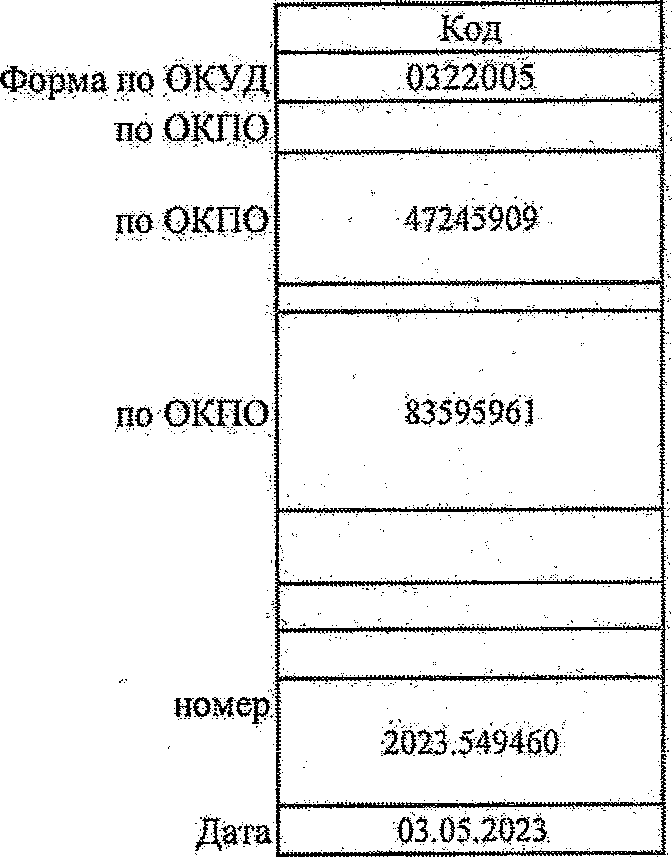 Код
Форма по ОКУД 0322005
по ОКПО
по ОКПО 47245909
по ОКПО 83595961
номер
2023.549460
Дата 03.05.2023